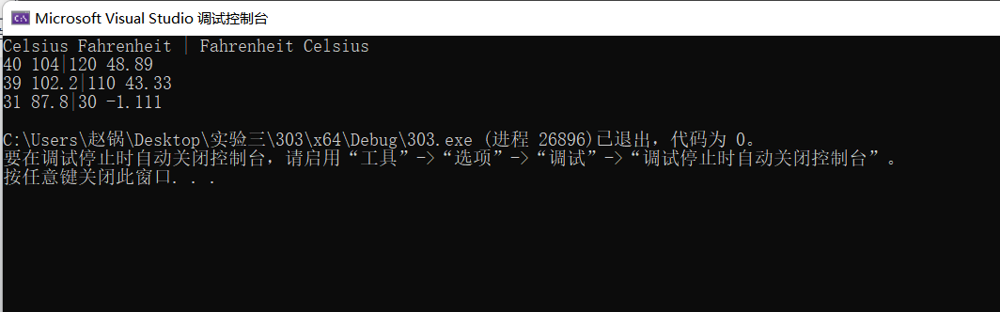 Microsoft Visual Studio 调试控制台
Celsius Fahrenheit | Fahrenheit Celsius
40 104|120 48.89
39 102.2|110 43.33
31 87.8|30 -1.111
C:\Users\赵锅\Desktop\实验三\303\x64\Debug\303.exe (进程 26896)已退出，代码为 0。
要在调试停止时自动关闭控制台，请启用“工具”->“选项”->“调试”->“调试停止时自动关闭控制台”。
按任意键关闭此窗口. . .